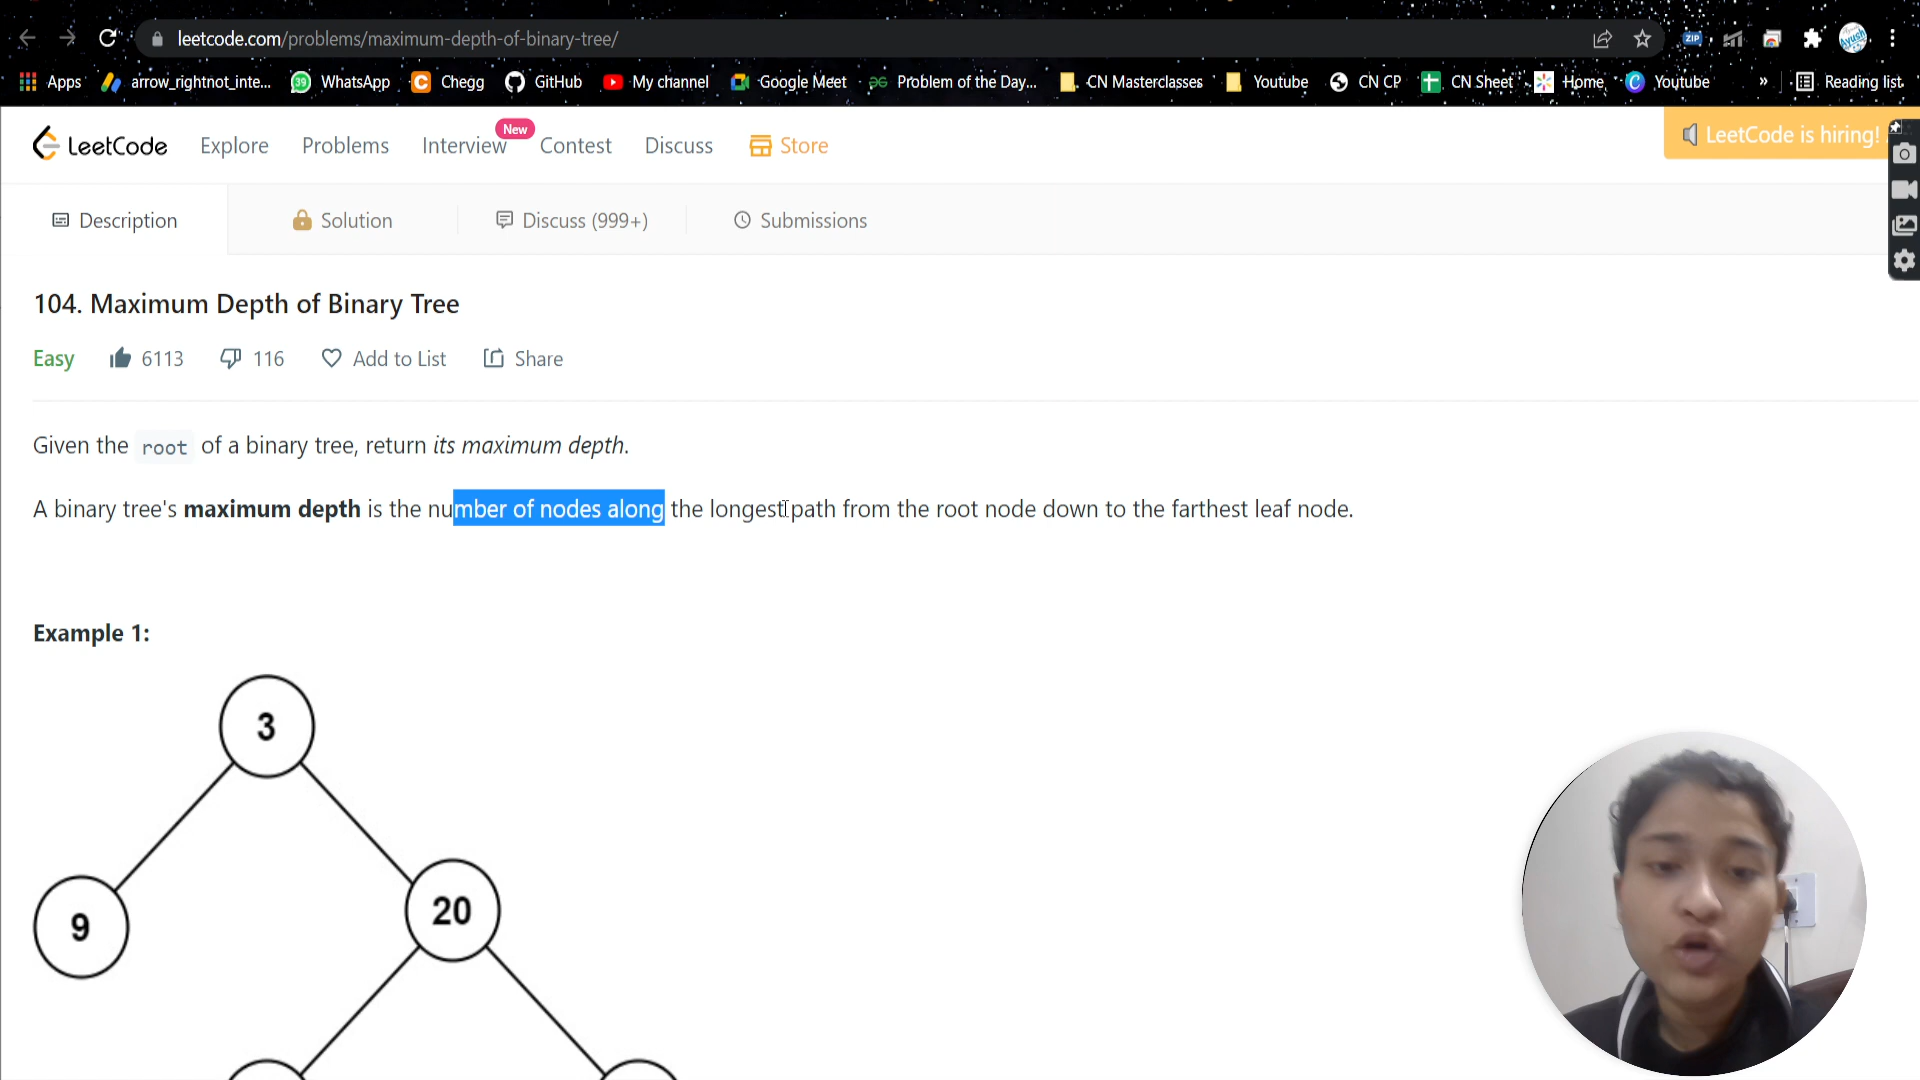 leetcode.com/problems/maximum-depth-of-binary-tree/
ZIP
Apps arrow_rightnot_inte... 39 WhatsApp C Chegg GitHub My channel Google Meet Problem of the Day... CN Masterclasses Youtube CN CP CN Sheet Home Youtube » Reading list
LeetCode Explore Problems Interview New Contest Discuss Store LeetCode is hiring!
Description Solution Discuss (999+) Submissions
104. Maximum Depth of Binary Tree
Easy 6113 116 Add to List Share
Given the root of a binary tree, return its maximum depth.
A binary tree's maximum depth is the number of nodes along the longest path from the root node down to the farthest leaf node.
Example 1:
3
9 20